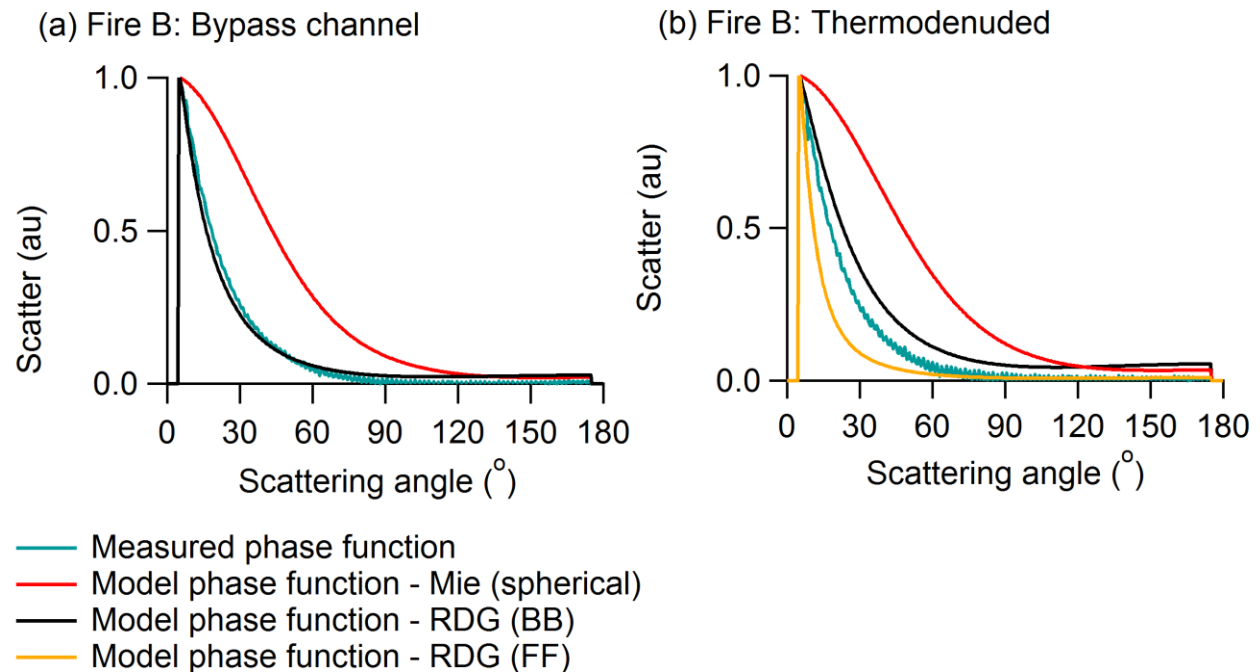 (a) Fire B: Bypass channel
1.0
0.5
0.0
Scatter (au)
0 30 60 90 120 150 180
Scattering angle (°)
(b) Fire B: Thermodenuded
1.0
0.5
0.0
Scatter (au)
0 30 60 90 120 150 180
Scattering angle (°)
Measured phase function
Model phase function - Mie (spherical)
Model phase function - RDG (BB)
Model phase function - RDG (FF)